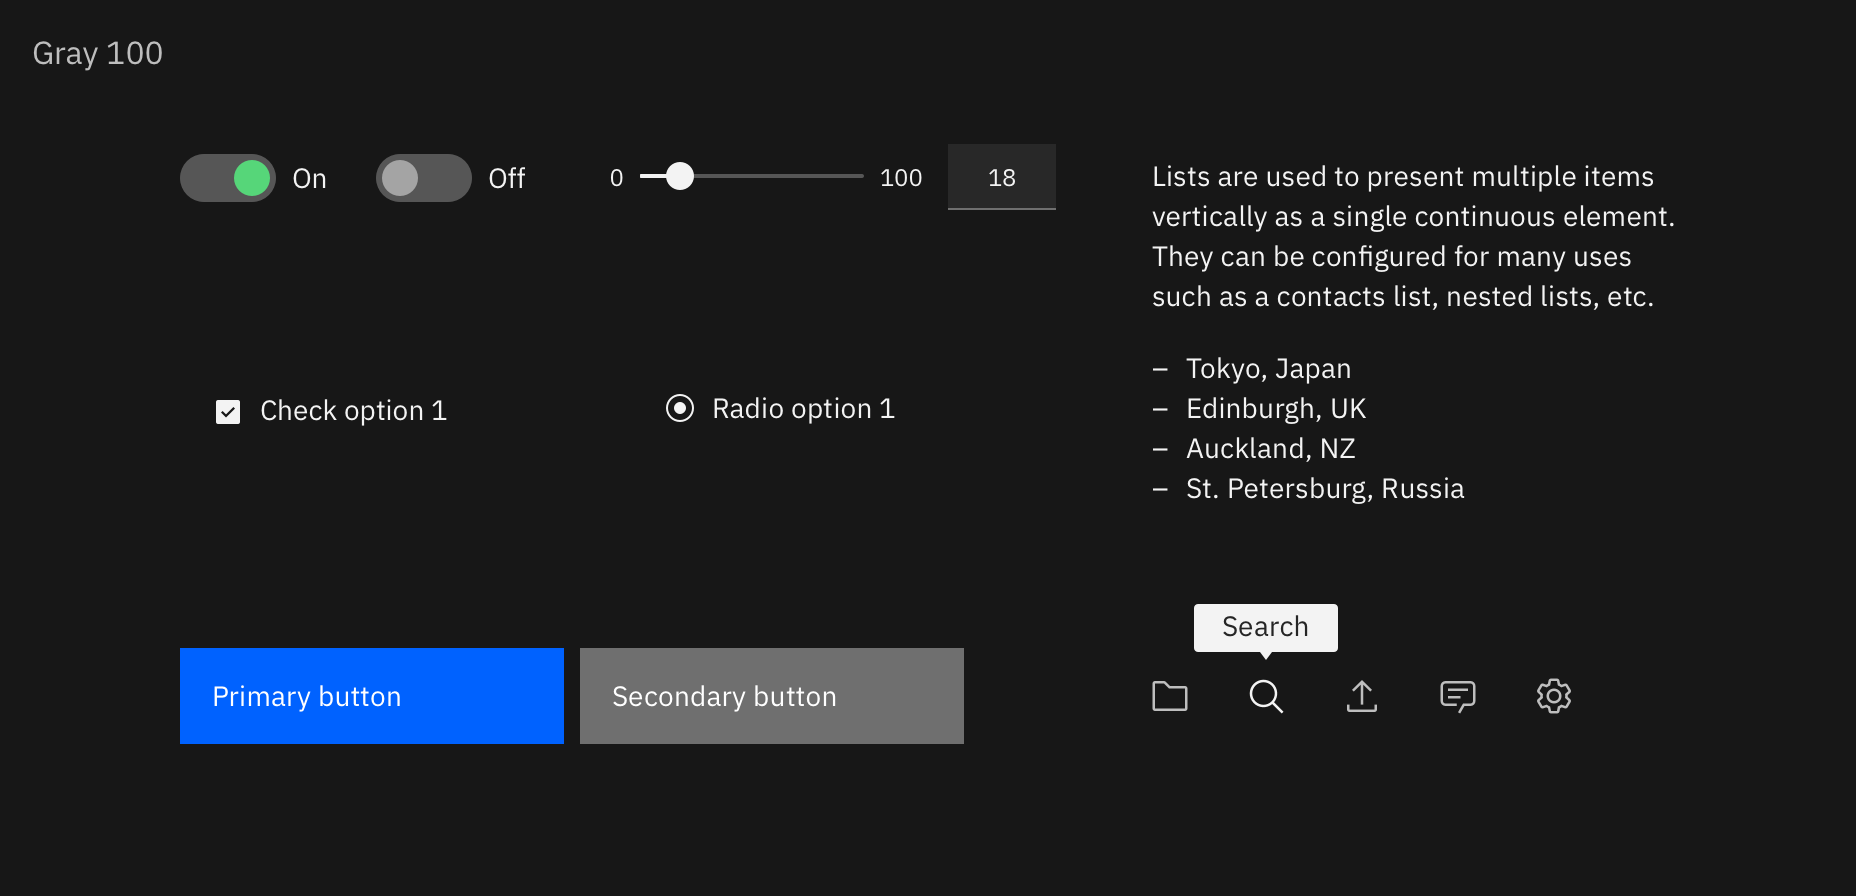 Gray 100
On
Off
0
100
18
Lists are used to present multiple items
vertically as a single continuous element.
They can be configured for many uses
such as a contacts list, nested lists, etc.
– Tokyo, Japan
– Edinburgh, UK
– Auckland, NZ
– St. Petersburg, Russia
Check option 1
Radio option 1
Search
Primary button
Secondary button